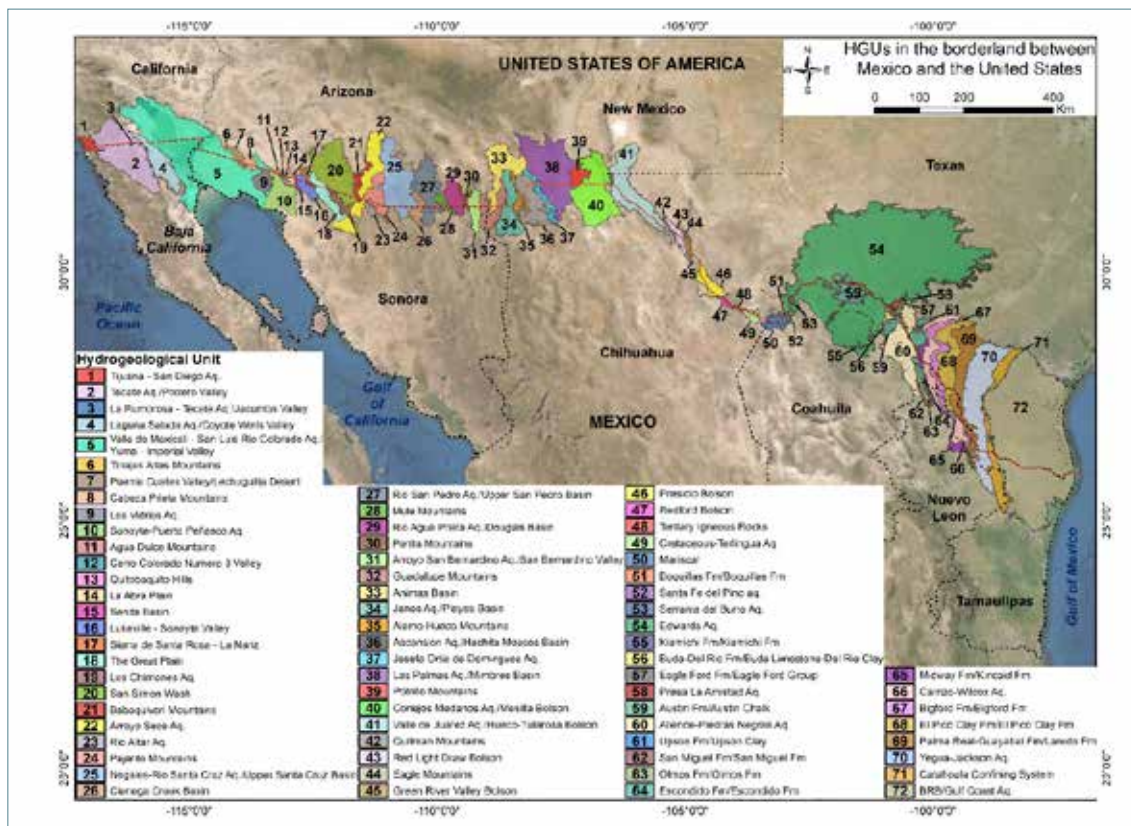 -115°0'0"
-110°0'0"
-105°0'0"
-100°0'0"
HGUs in the borderland between
Mexico and the United States
N
W
E
S
0 100 200 400
Km
UNITED STATES OF AMERICA
California
Arizona
New Mexico
Texas
Baja
California
Sonora
Chihuahua
Coahuila
Nuevo
Leon
Tamaulipas
MEXICO
Pacific
Ocean
Gulf
of
California
Gulf of Mexico
30°0'0"
25°0'0"
30°0'0"
25°0'0"
Hydrogeological Unit
1 Tijuana - San Diego Aq.
2 Tecate Aq./Potrero Valley
3 La Rumorosa - Tecate Aq./Jacumba Valley
4 Laguna Salada Aq./Coyote Wells Valley
5 Valle de Mexicali - San Luis Rio Colorado Aq./
Yuma - Imperial Valley
6 Tinajas Altas Mountains
7 Puente Cuates Valley/Lechuguilla Desert
8 Cabeza Prieta Mountains
9 Los Vidrios Aq.
10 Sonoyta-Puerto Peñasco Aq.
11 Agua Dulce Mountains
12 Cerro Colorado Numero 3 Valley
13 Quitobaquito Hills
14 La Abra Plain
15
16 Lukeville - Sonoyta Valley
17 Sierra de Santa Rosa - La Nariz
18 The Great Plain
19 Los Chirriones Aq.
20 San Simon Wash
21 Baboquivari Mountains
22 Arroyo Seco Aq.
23 Rio Altar Aq.
24 Pajarito Mountains
25 Nogales-Rio Santa Cruz Aq./Upper Santa Cruz Basin
26 Cienega Creek Basin
27 Rio San Pedro Aq./Upper San Pedro Basin
28 Mule Mountains
29 Rio Agua Prieta Aq./Douglas Basin
30 Perilla Mountains
31 Arroyo San Bernardino Aq./San Bernardino Valley
32 Guadalupe Mountains
33 Animas Basin
34 Janos Aq./Playas Basin
35 Alamo Hueco Mountains
36 Ascension Aq./Hachita Moscos Basin
37 Josefa Ortiz de Dominguez Aq.
38 Las Palmas Aq./Mimbres Basin
39 Potrillo Mountains
40 Conejos Medanos Aq./Mesilla Bolson
41 Valle de Juarez Aq./Hueco-Tularosa Bolson
42 Quitman Mountains
43 Red Light Draw Bolson
44 Eagle Mountains
45 Green River Valley Bolson
46 Presidio Bolson
47 Redford Bolson
48 Tertiary Igneous Rocks
49 Cretaceous-Terlingua Aq.
50 Mariscal
51 Boquillas Fm/Boquillas Fm
52 Santa Fe del Pino aq.
53 Serrania del Burro Aq.
54 Edwards Aq.
55 Kiamichi Fm/Kiamichi Fm
56 Buda-Del Rio Fm/Buda Limestone-Del Rio Clay
57 Eagle Ford Fm/Eagle Ford Group
58 Presa La Amistad Aq.
59 Austin Fm/Austin Chalk
60 Allende-Piedras Negras Aq.
61 Upson Fm/Upson Clay
62 San Miguel Fm/San Miguel Fm
63 Olmos Fm/Olmos Fm
64 Escondido Fm/Escondido Fm
65 Midway Fm/Kincaid Fm
66 Carrizo-Wilcox Aq.
67 Bigford Fm/Bigford Fm
68 El Pico Clay Fm/El Pico Clay Fm
69 Palma Real-Guayabal Fm/Laredo Fm
70 Yegua-Jackson Aq.
71 Catahoula Confining System
72 BRB/Gulf Coast Aq.
-115°0'0"
-110°0'0"
-105°0'0"
-100°0'0"